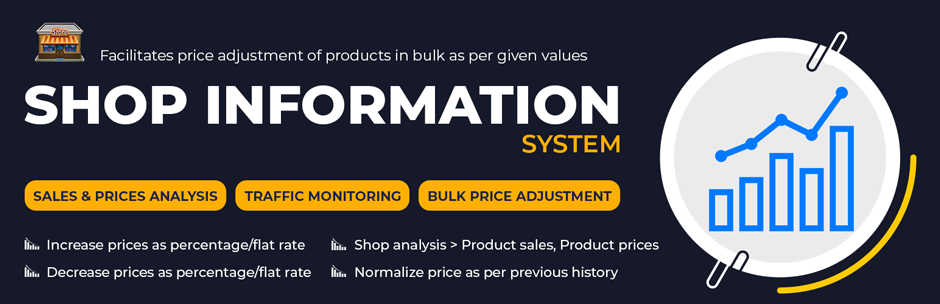 Store
Facilitates price adjustment of products in bulk as per given values
SHOP INFORMATION
SYSTEM
SALES & PRICES ANALYSIS
TRAFFIC MONITORING
BULK PRICE ADJUSTMENT
Increase prices as percentage/flat rate
Shop analysis > Product sales, Product prices
Decrease prices as percentage/flat rate
Normalize price as per previous history